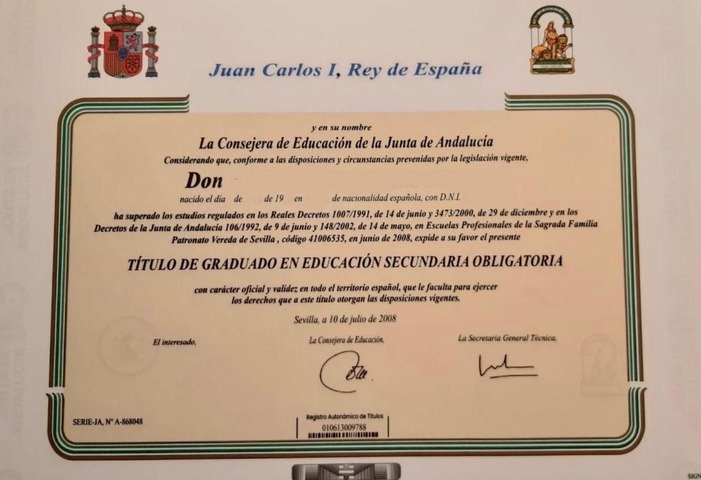 Juan Carlos I, Rey de España
y en su nombre
La Consejera de Educación de la Junta de Andalucía
Considerando que, conforme a las disposiciones y circunstancias prevenidas por la legislación vigente,
Don
nacido el día de de 19 en de nacionalidad española, con D.N.I.
ha superado los estudios regulados en los Reales Decretos 1007/1991, de 14 de junio y 3473/2000, de 29 de diciembre y en los
Decretos de la Junta de Andalucía 106/1992, de 9 de junio y 148/2002, de 14 de mayo, en Escuelas Profesionales de la Sagrada Familia
Patronato Vereda de Sevilla , código 41006535, en junio de 2008, expide a su favor el presente
TÍTULO DE GRADUADO EN EDUCACIÓN SECUNDARIA OBLIGATORIA
con carácter oficial y validez en todo el territorio español, que le faculta para ejercer
los derechos que a este título otorgan las disposiciones vigentes.
Sevilla, a 10 de julio de 2008
El interesado,
La Consejera de Educación,
La Secretaria General Técnica,
SERIE-JA, Nº A-868048
Registro Autonómico de Títulos
010613009788